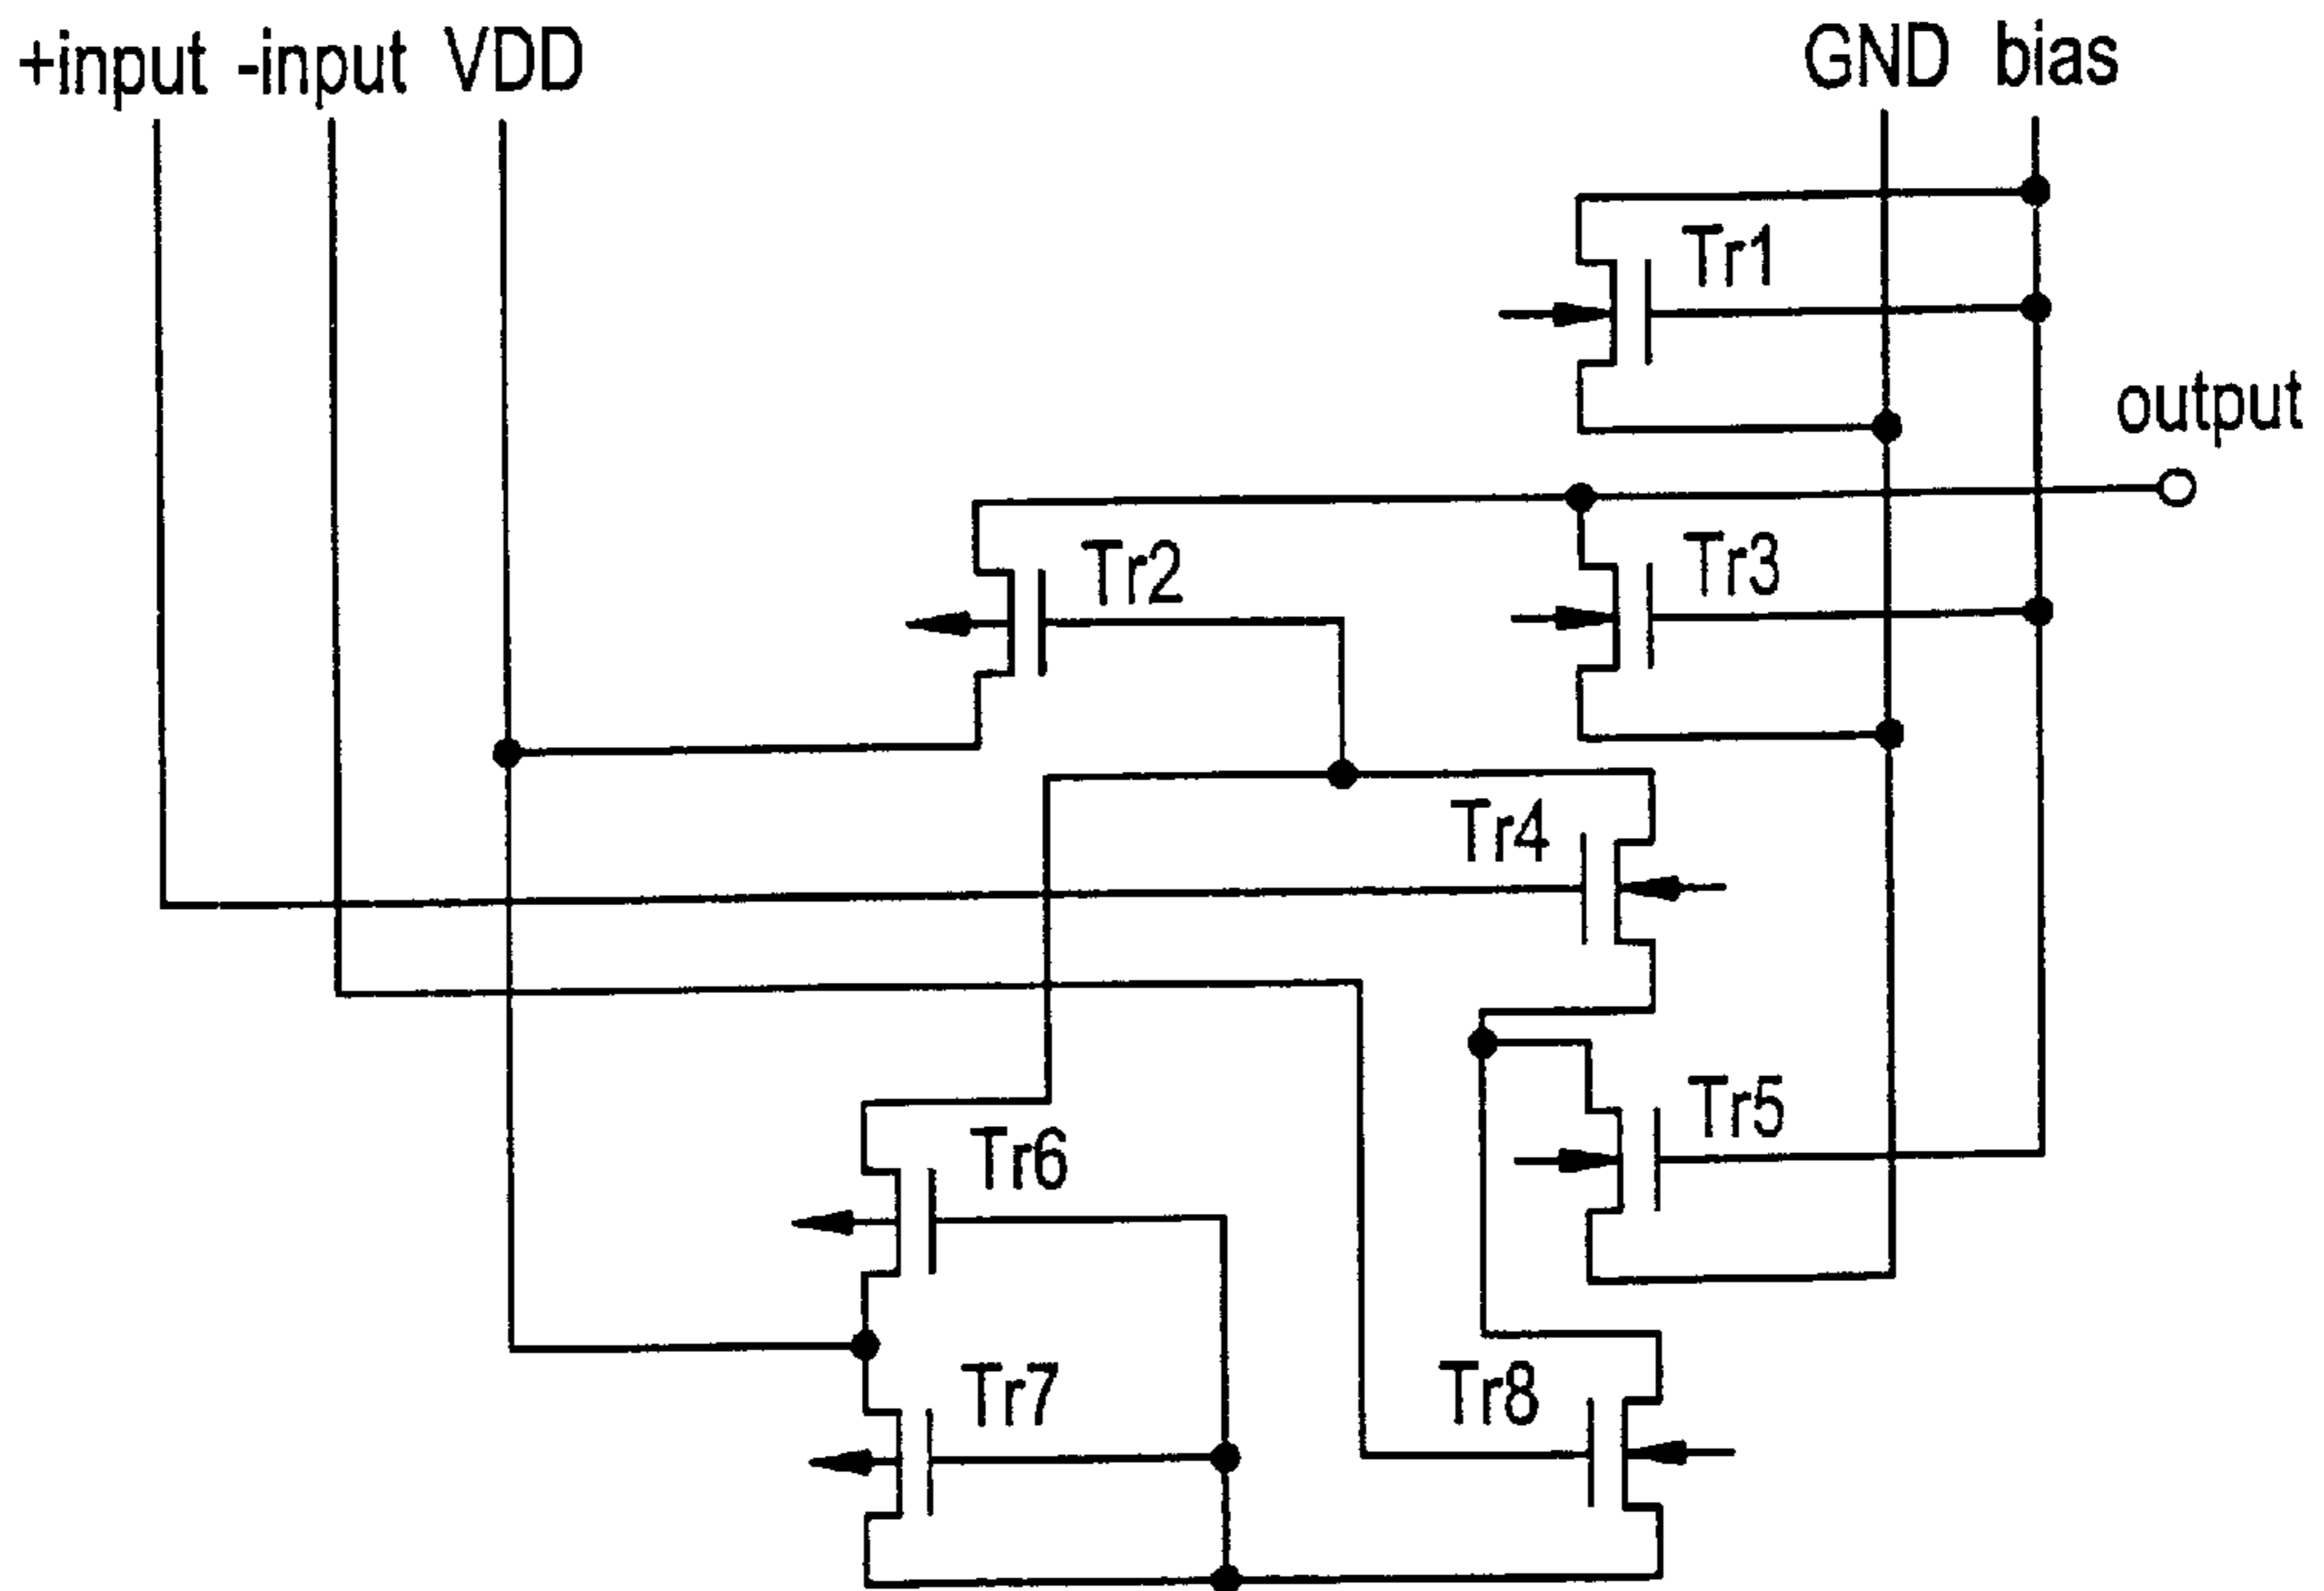 +input -input VDD GND bias
Tr1
output
Tr2
Tr3
Tr4
Tr5
Tr6
Tr7
Tr8